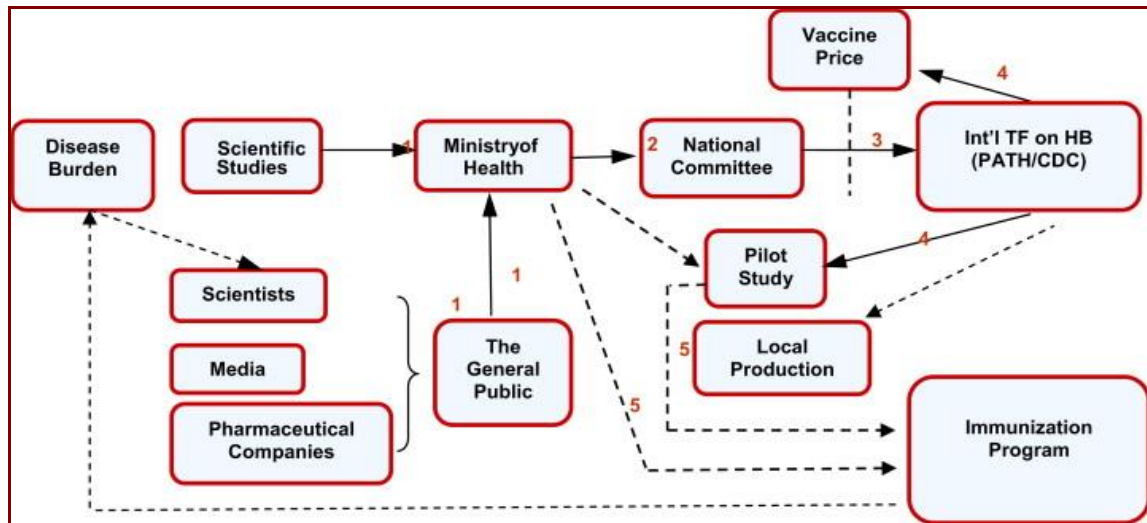 Vaccine
Price
4
Disease
Burden
Scientific
Studies
1
Ministryof
Health
2
National
Committee
3
Int'l TF on HB
(PATH/CDC)
4
Pilot
Study
1
Scientists
1
The
General
Public
Media
5
Local
Production
5
Pharmaceutical
Companies
Immunization
Program